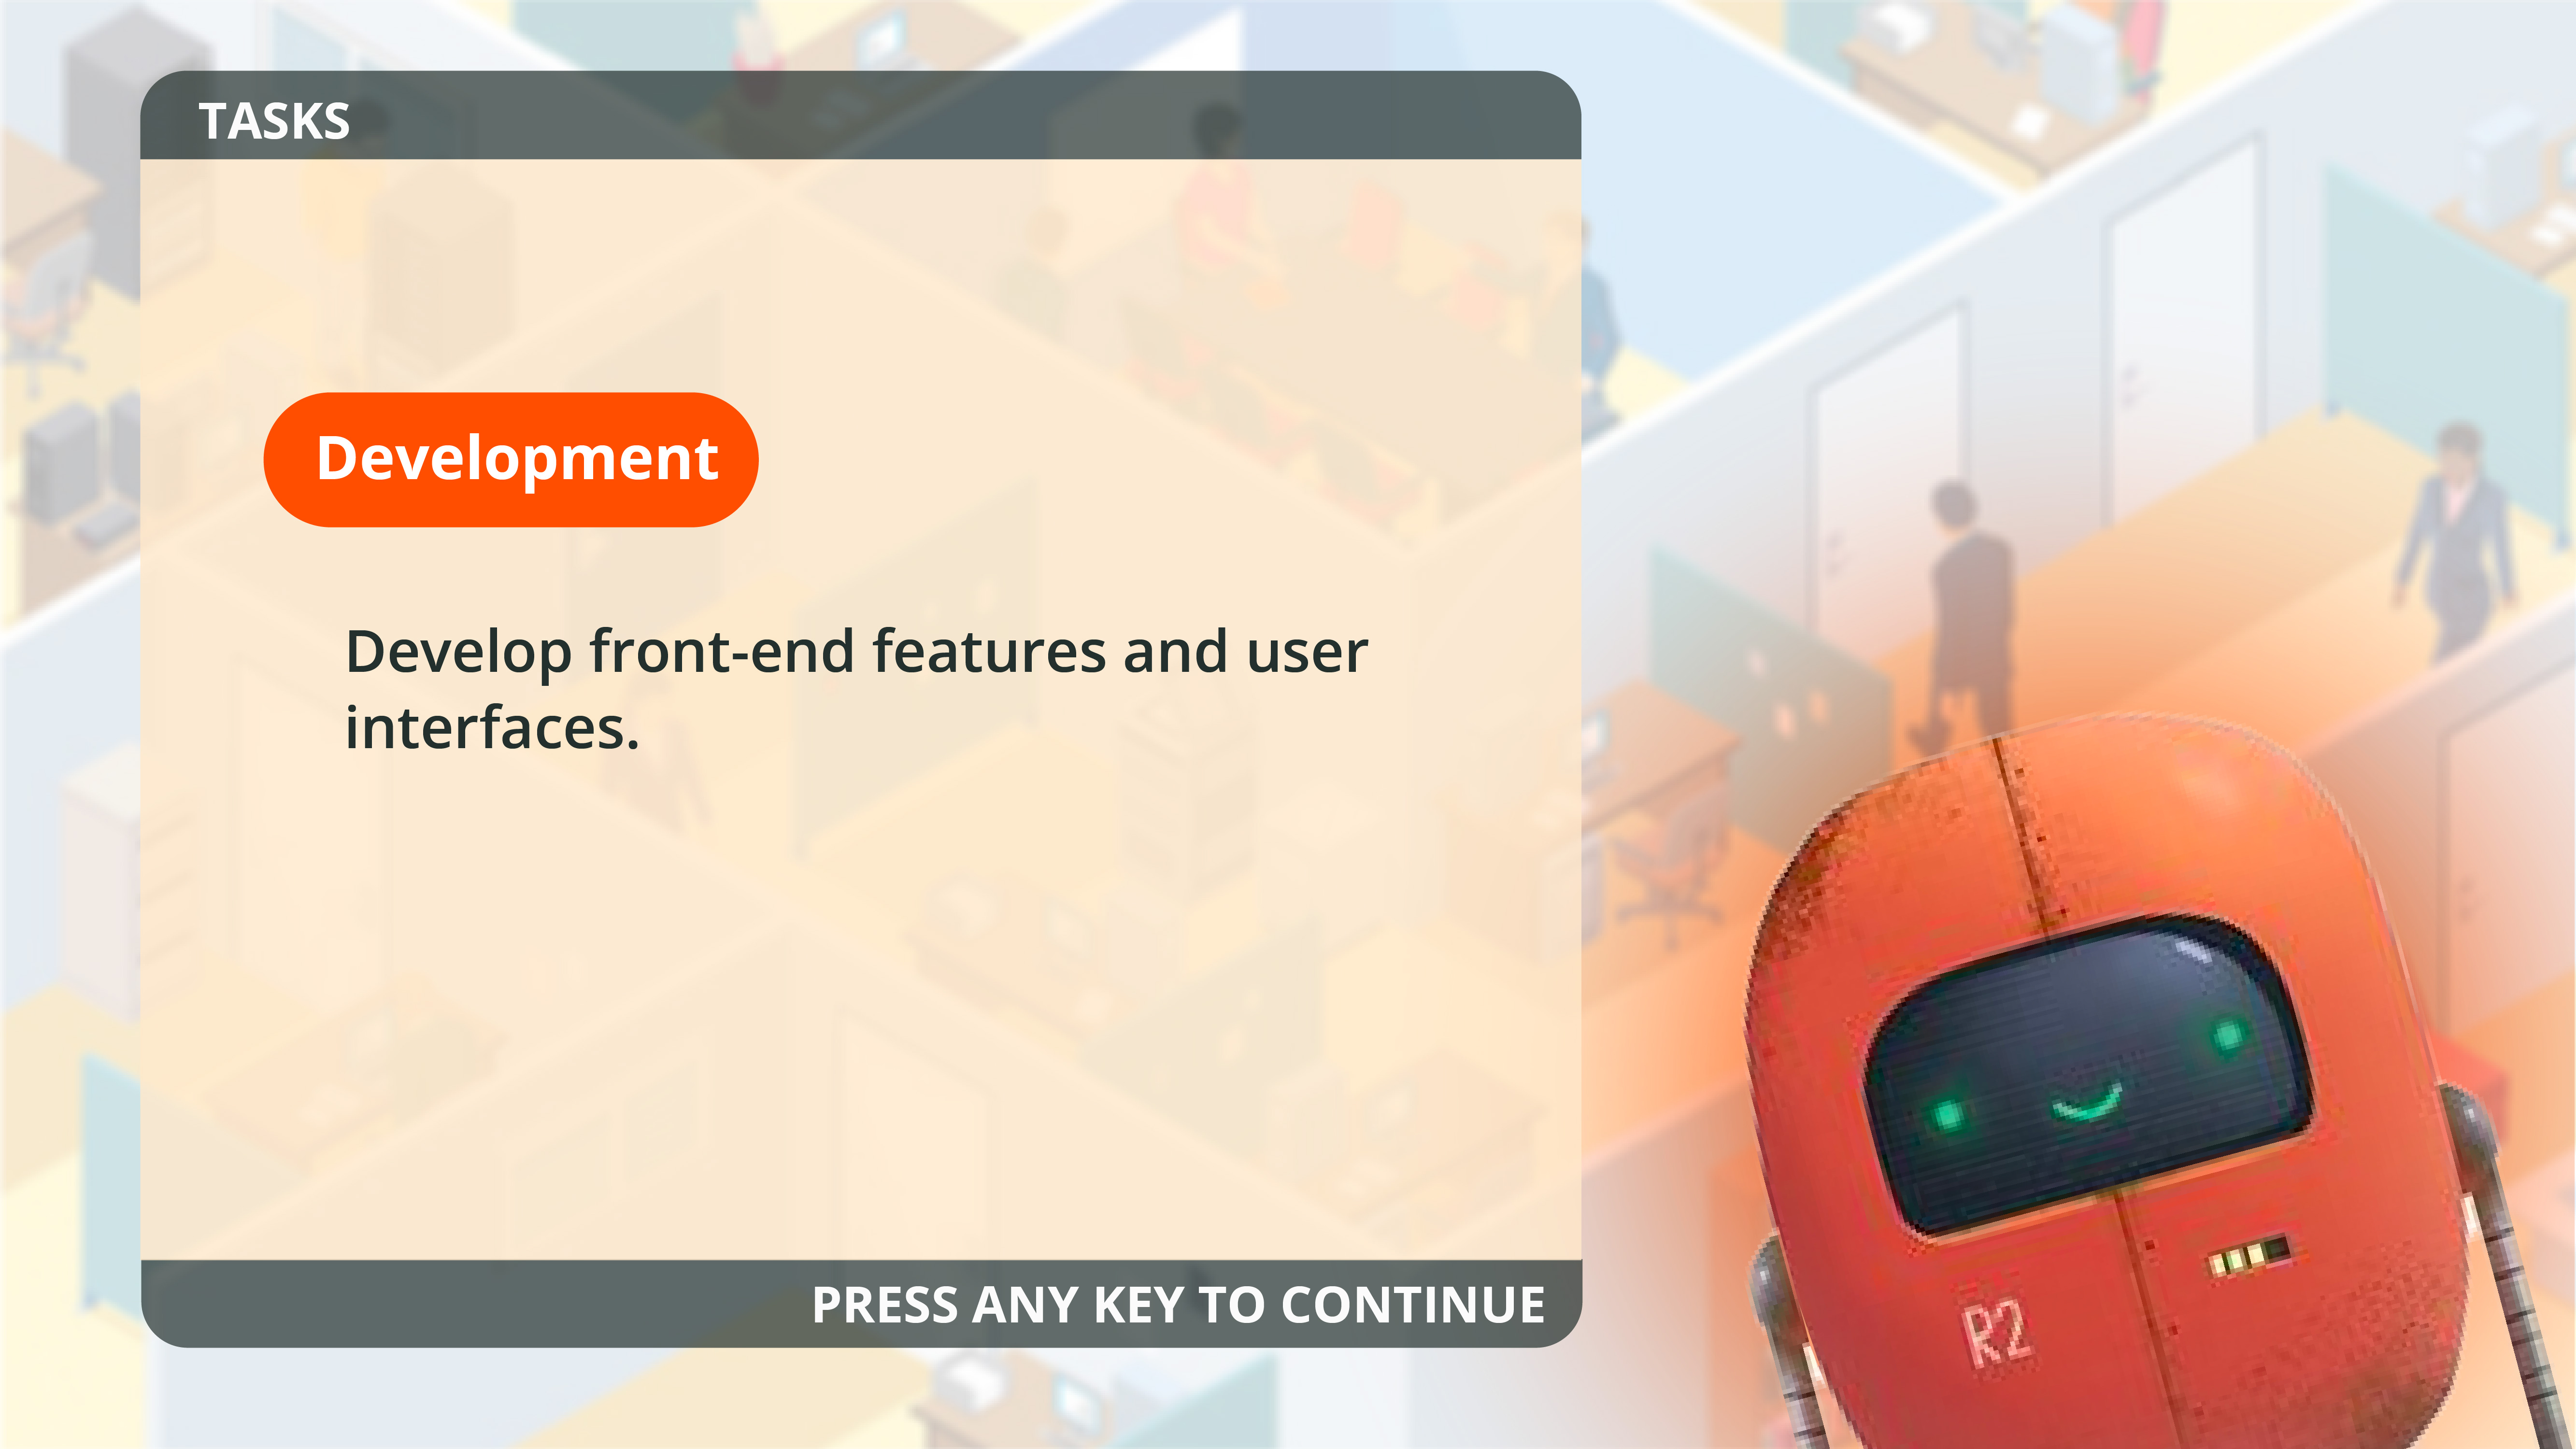 TASKS
Development
Develop front-end features and user
interfaces.
PRESS ANY KEY TO CONTINUE
R2